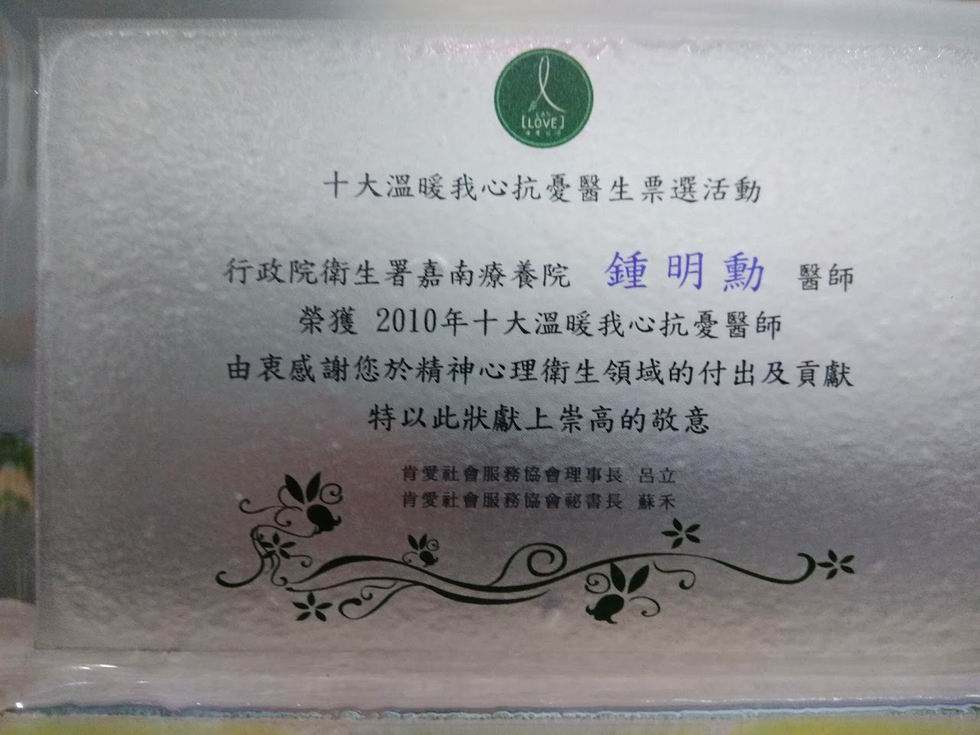 CAN
[LOVE]
十大溫暖我心抗憂醫生票選活動
行政院衛生署嘉南療養院 鍾明勳 醫師
榮獲 2010年十大溫暖我心抗憂醫師
由衷感謝您於精神心理衛生領域的付出及貢獻
特以此狀獻上崇高的敬意
肯愛社會服務協會理事長 呂立
肯愛社會服務協會祕書長 蘇禾